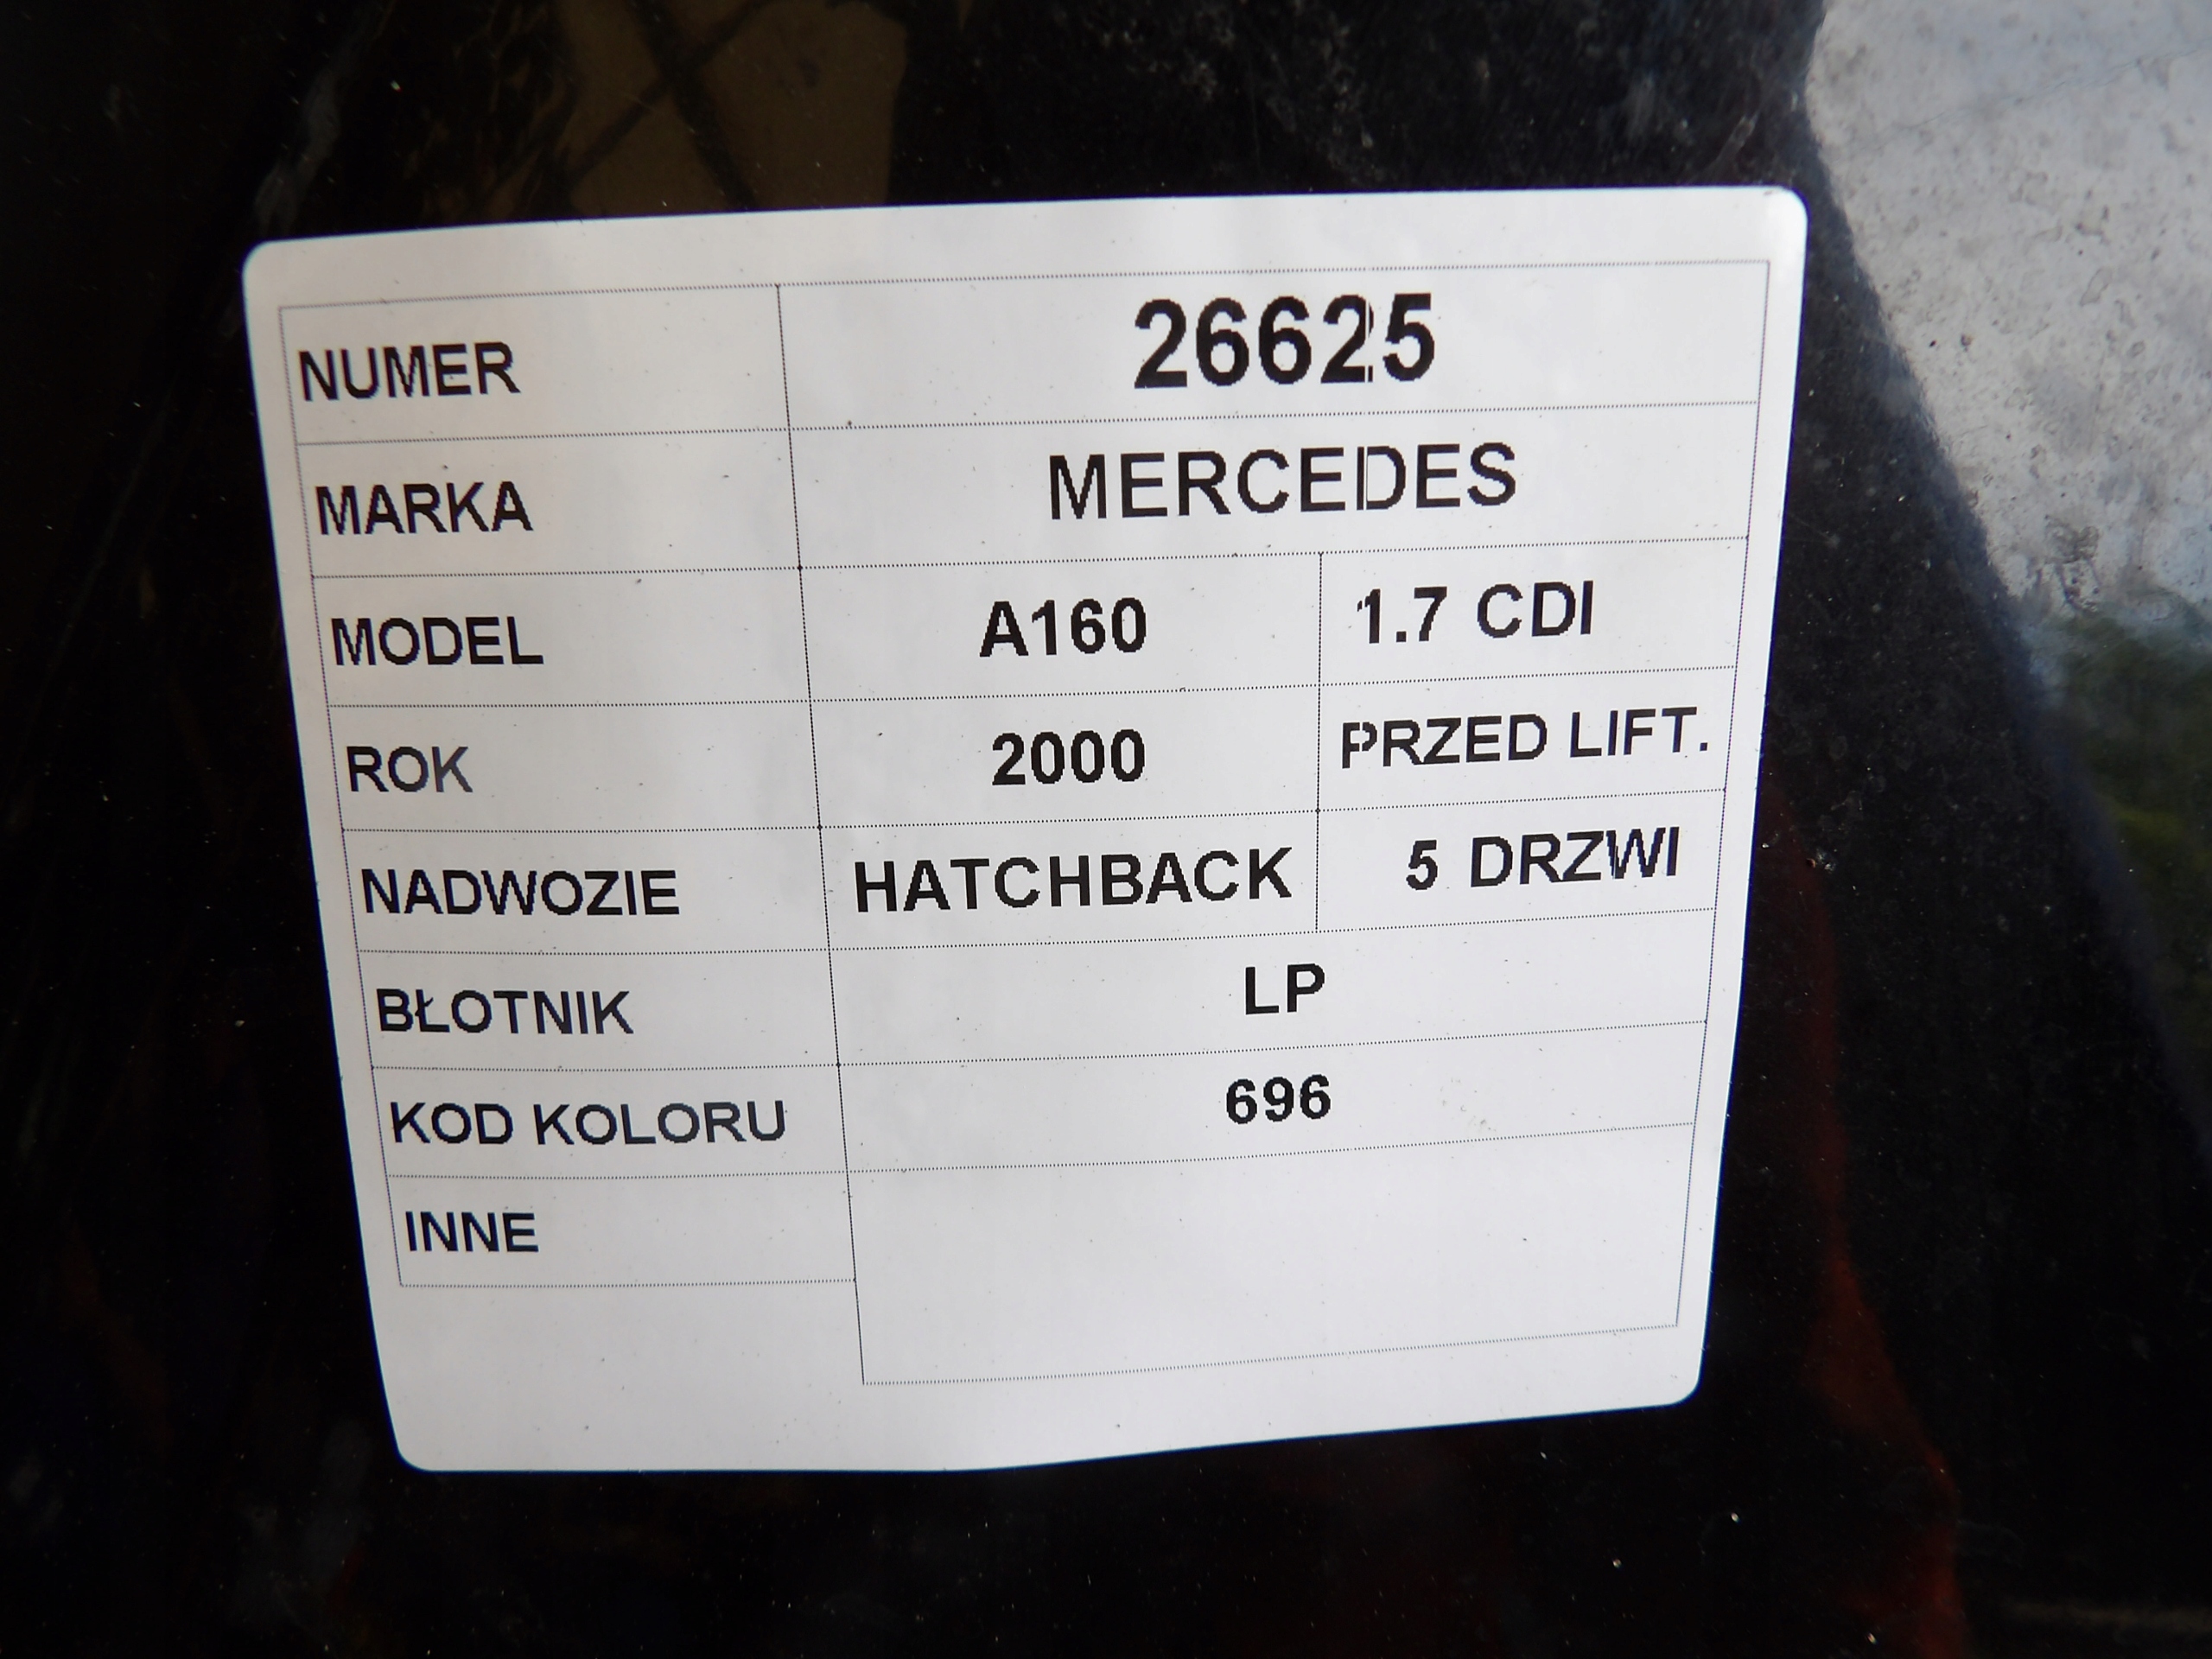 NUMER 26625
MARKA MERCEDES
MODEL A160 1.7 CDI
ROK 2000 PRZED LIFT.
NADWOZIE HATCHBACK 5 DRZWI
BŁOTNIK LP
KOD KOLORU 696
INNE